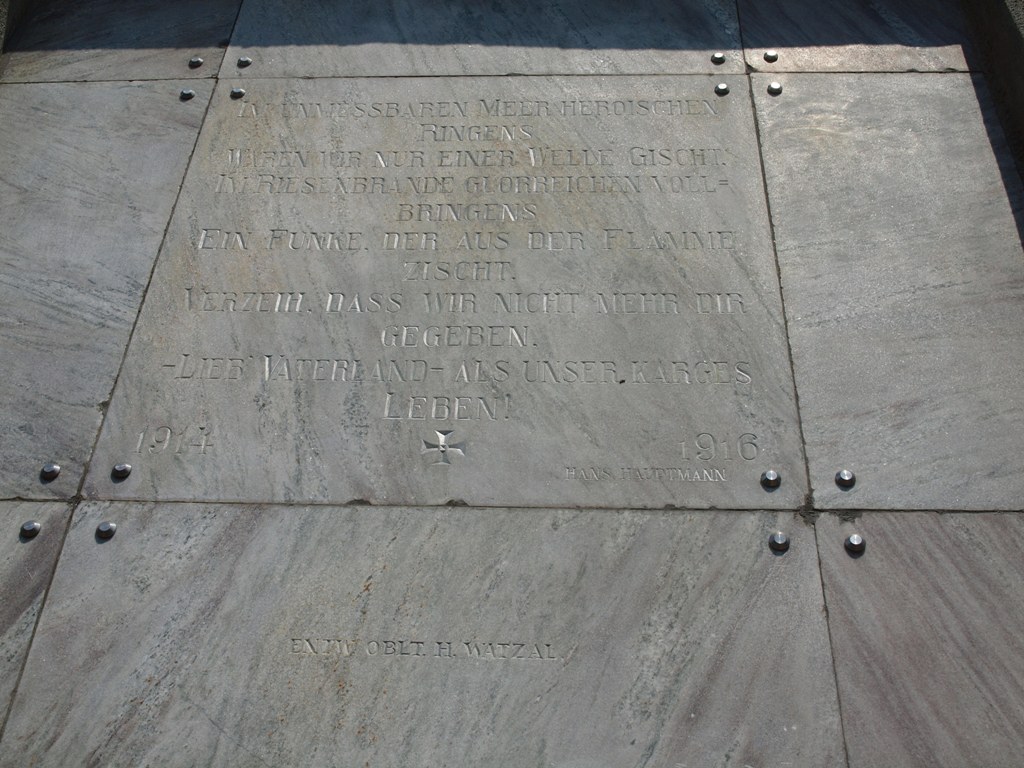 IM UNMESSBAREN MEER HEROISCHEN
RINGENS
WAREN WIR NUR EINER WELLE GISCHT.
IM RIESENBRANDE GLORREICHEN VOLL=
BRINGENS
EIN FUNKE, DER AUS DER FLAMME
ZISCHT.
VERZEIH, DASS WIR NICHT MEHR DIR
GEGEBEN.
-LIEB' VATERLAND- ALS UNSER KARGES
LEBEN!
1914 1916
HANS HAUPTMANN
ENTW. OBLT. H. WATZAL